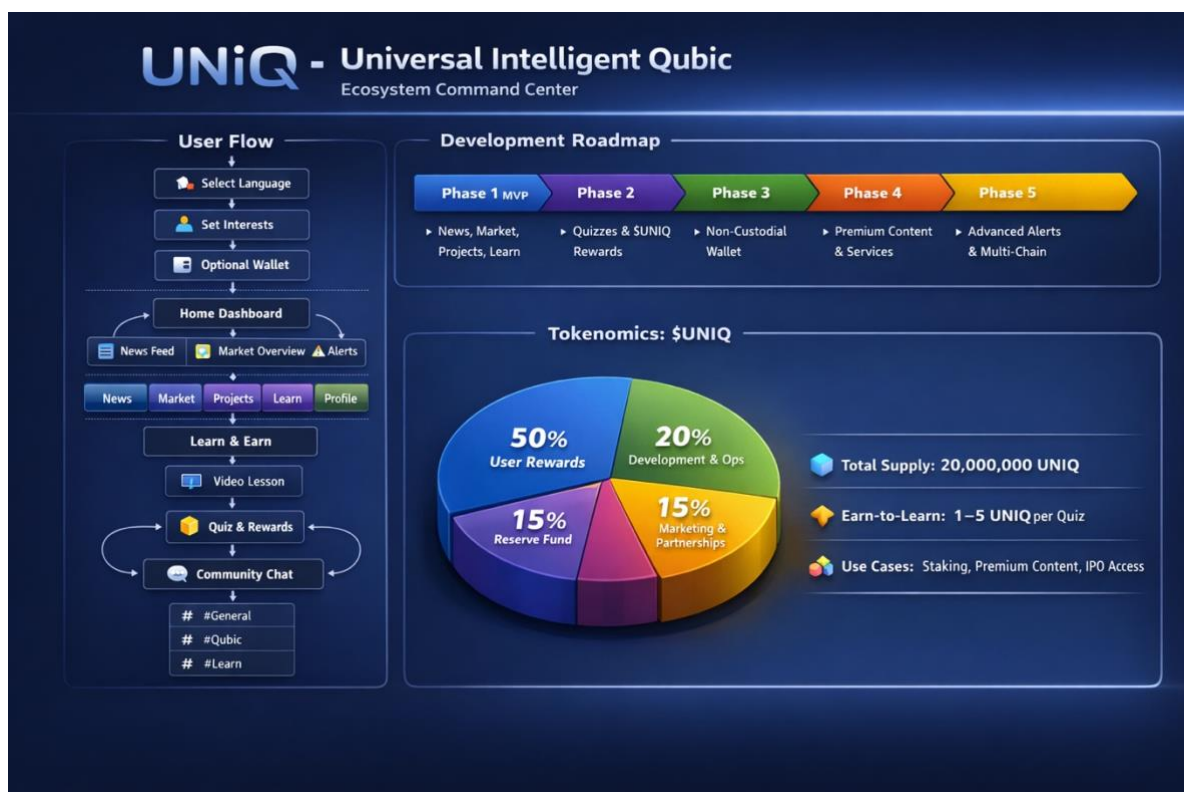 UNiQ - Universal Intelligent Qubic
Ecosystem Command Center
User Flow
Select Language
Set Interests
Optional Wallet
Home Dashboard
News Feed
Market Overview
Alerts
News
Market
Projects
Learn
Profile
Learn & Earn
Video Lesson
Quiz & Rewards
Community Chat
# #General
# #Qubic
# #Learn
Development Roadmap
Phase 1 MVP
Phase 2
Phase 3
Phase 4
Phase 5
News, Market,
Projects, Learn
Quizzes & $UNIQ
Rewards
Non-Custodial
Wallet
Premium Content
& Services
Advanced Alerts
& Multi-Chain
Tokenomics: $UNIQ
50%
User Rewards
20%
Development & Ops
15%
Reserve Fund
15%
Marketing &
Partnerships
Total Supply: 20,000,000 UNIQ
Earn-to-Learn: 1–5 UNIQ per Quiz
Use Cases: Staking, Premium Content, IPO Access